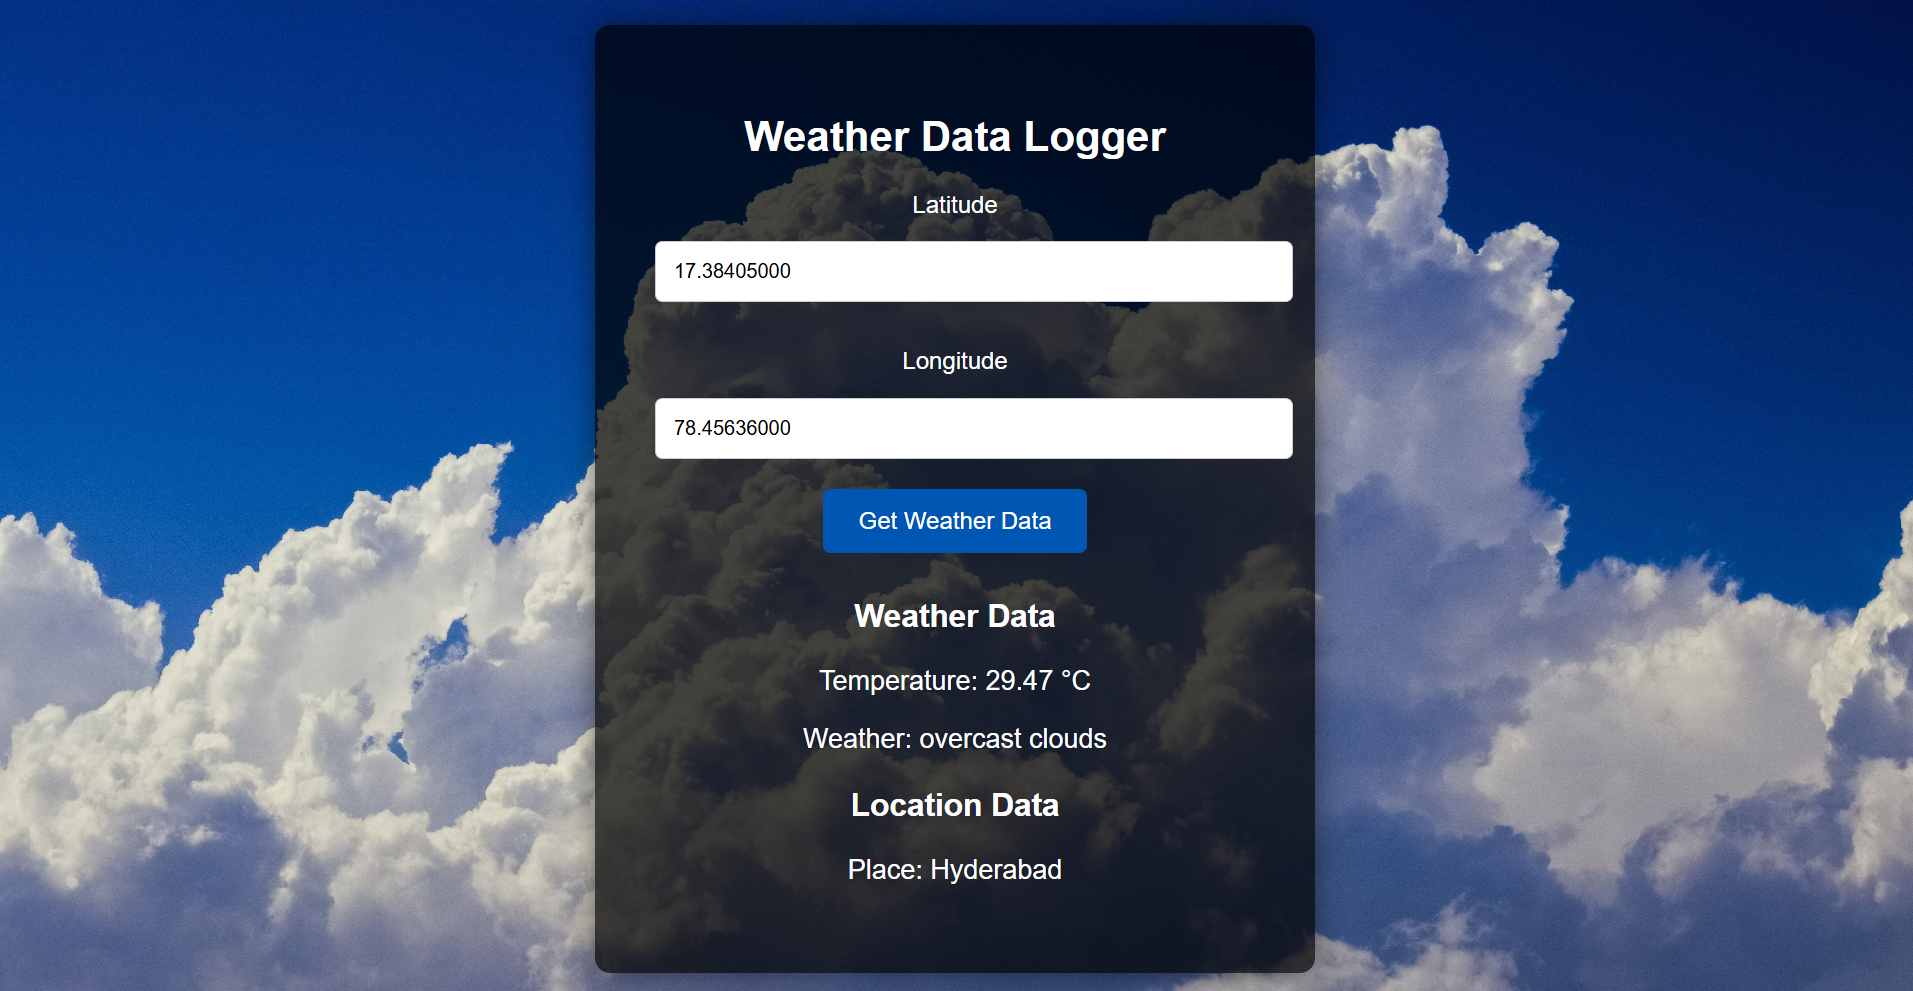 Weather Data Logger
Latitude
17.38405000
Longitude
78.45636000
Get Weather Data
Weather Data
Temperature: 29.47 °C
Weather: overcast clouds
Location Data
Place: Hyderabad